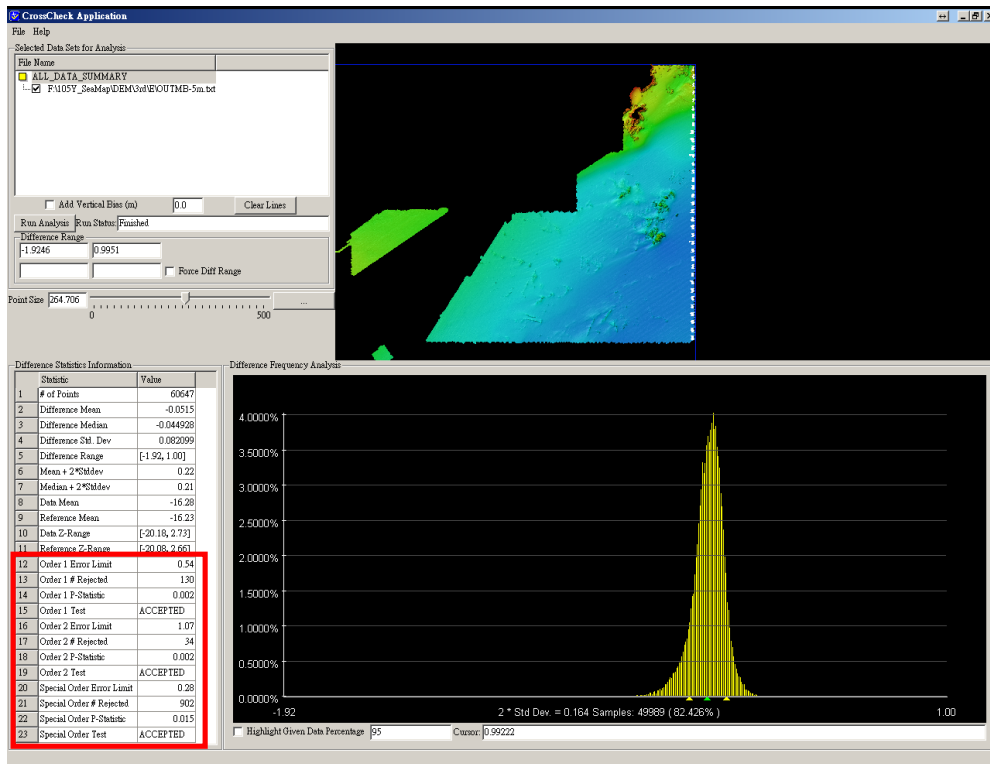 CrossCheck Application
File Help
Selected Data Sets for Analysis
File Name
ALL_DATA_SUMMARY
F:\105Y_SeaMap\DEM\3rd\E\OUTMB-5m.txt
Add Vertical Bias (m) 0.0 Clear Lines
Run Analysis Run Status: Finished
Difference Range
-1.9246 0.9951
Force Diff Range
Point Size 264.706 ...
0 500
Difference Statistics Information
Statistic Value
1 # of Points 60647
2 Difference Mean -0.0515
3 Difference Median -0.044928
4 Difference Std. Dev 0.082099
5 Difference Range [-1.92, 1.00]
6 Mean + 2*Stddev 0.22
7 Median + 2*Stddev 0.21
8 Data Mean -16.28
9 Reference Mean -16.23
10 Data Z-Range [-20.18, 2.73]
11 Reference Z-Range [-20.08, 2.66]
12 Order 1 Error Limit 0.54
13 Order 1 # Rejected 130
14 Order 1 P-Statistic 0.002
15 Order 1 Test ACCEPTED
16 Order 2 Error Limit 1.07
17 Order 2 # Rejected 34
18 Order 2 P-Statistic 0.002
19 Order 2 Test ACCEPTED
20 Special Order Error Limit 0.28
21 Special Order # Rejected 902
22 Special Order P-Statistic 0.015
23 Special Order Test ACCEPTED
Difference Frequency Analysis
4.0000%
3.5000%
3.0000%
2.5000%
2.0000%
1.5000%
1.0000%
0.5000%
0.0000%
-1.92 2 * Std Dev. = 0.164 Samples: 49989 ( 82.426% ) 1.00
Highlight Given Data Percentage 95 Cursor: 0.99222